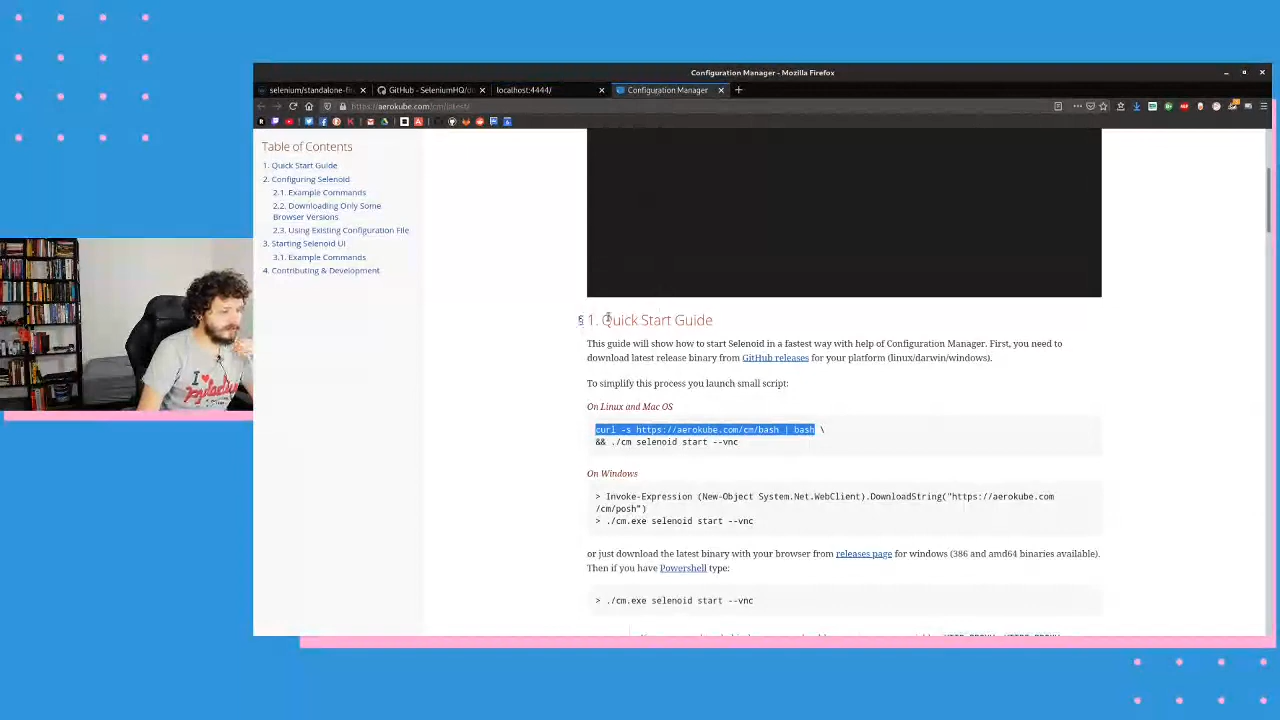 Configuration Manager - Mozilla Firefox
selenium/standalone-fi
GitHub - SeleniumHQ/d
localhost:4444/
Configuration Manager
https://aerokube.com/cm/latest/
Table of Contents
1. Quick Start Guide
2. Configuring Selenoid
2.1. Example Commands
2.2. Downloading Only Some
Browser Versions
2.3. Using Existing Configuration File
3. Starting Selenoid UI
3.1. Example Commands
4. Contributing & Development
§ 1. Quick Start Guide
This guide will show how to start Selenoid in a fastest way with help of Configuration Manager. First, you need to
download latest release binary from GitHub releases for your platform (linux/darwin/windows).
To simplify this process you launch small script:
On Linux and Mac OS
curl -s https://aerokube.com/cm/bash | bash \
&& ./cm selenoid start --vnc
On Windows
> Invoke-Expression (New-Object System.Net.WebClient).DownloadString("https://aerokube.com
/cm/posh")
> ./cm.exe selenoid start --vnc
or just download the latest binary with your browser from releases page for windows (386 and amd64 binaries available).
Then if you have Powershell type:
> ./cm.exe selenoid start --vnc